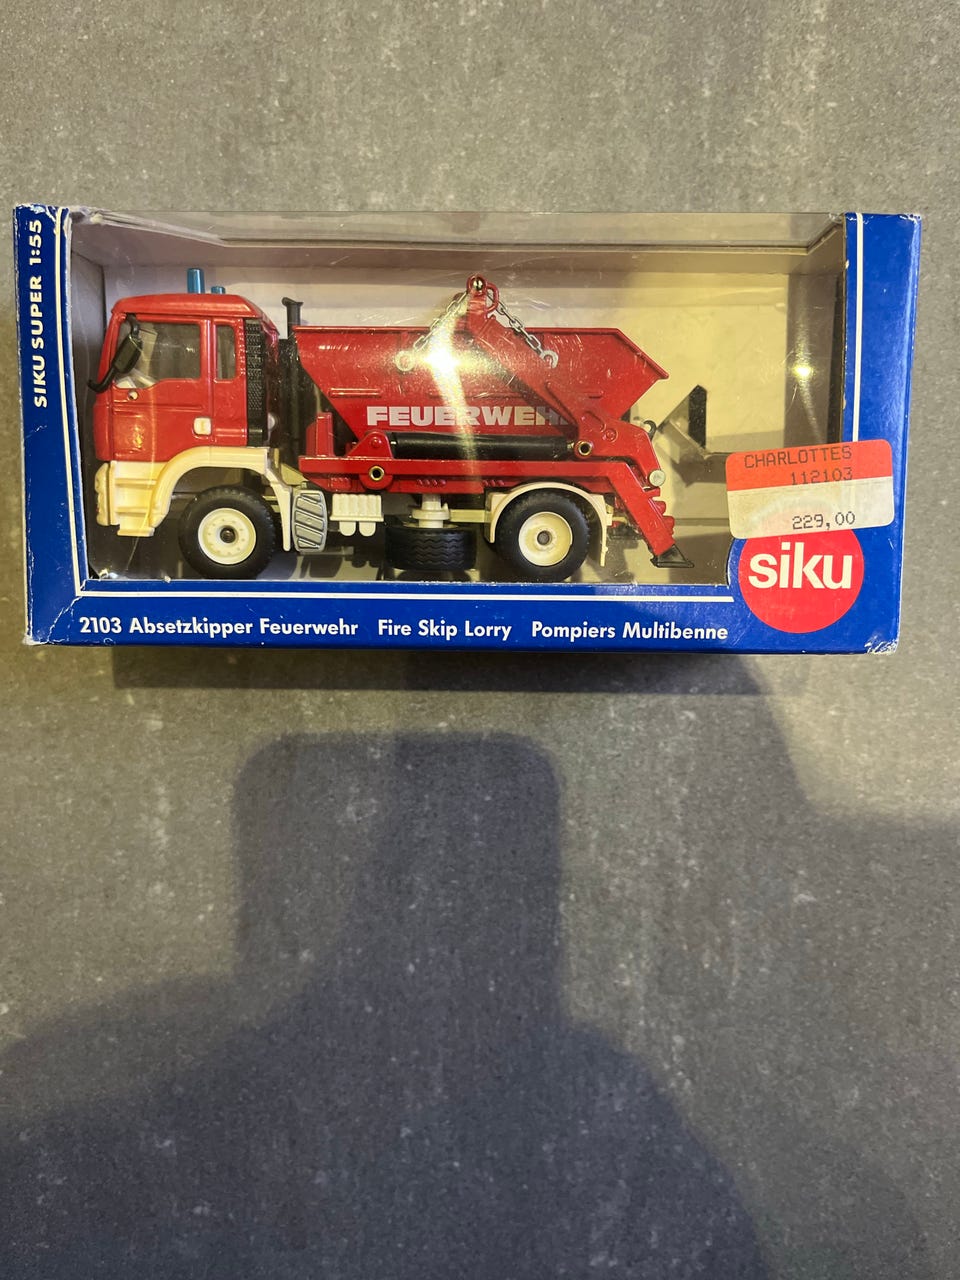 SIKU SUPER 1:55
FEUERWEHR
CHARLOTTES
112103
229,00
siku
2103 Absetzkipper Feuerwehr Fire Skip Lorry Pompiers Multibenne